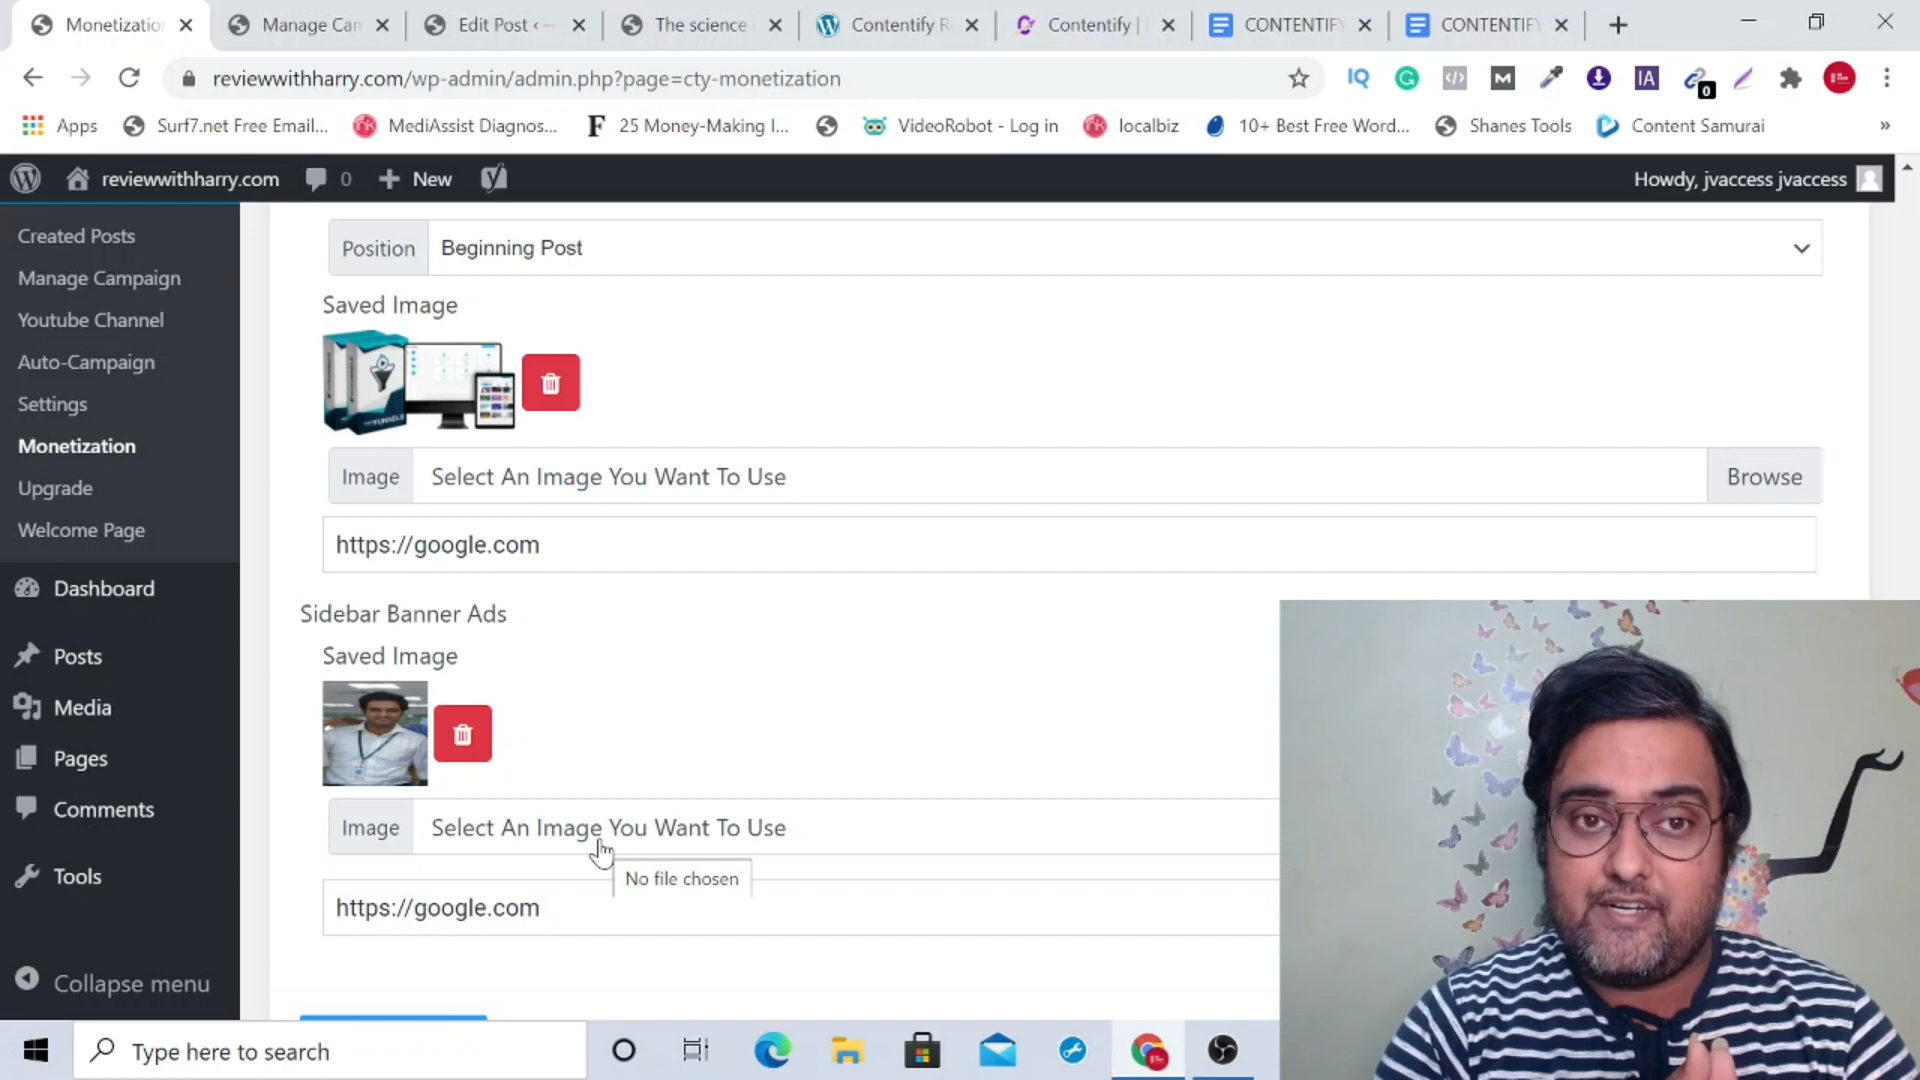 Monetizatio
Manage Can
Edit Post ‹
The science
Contentify R
Contentify |
CONTENTIF
CONTENTIF
reviewwithharry.com/wp-admin/admin.php?page=cty-monetization
IQ
M
IA
0
Apps
Surf7.net Free Email...
MediAssist Diagnos...
25 Money-Making I...
VideoRobot - Log in
localbiz
10+ Best Free Word...
Shanes Tools
Content Samurai
»
reviewwithharry.com
0
New
Howdy, jvaccess jvaccess
Created Posts
Manage Campaign
Youtube Channel
Auto-Campaign
Settings
Monetization
Upgrade
Welcome Page
Dashboard
Posts
Media
Pages
Comments
Tools
Collapse menu
Position
Beginning Post
Saved Image
Image
Select An Image You Want To Use
Browse
https://google.com
Sidebar Banner Ads
Saved Image
Image
Select An Image You Want To Use
No file chosen
https://google.com
Type here to search